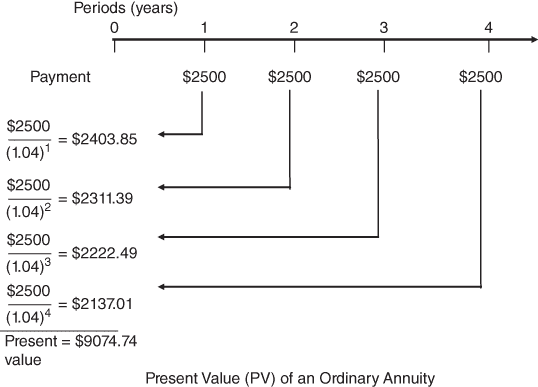 Periods (years)
0 1 2 3 4
Payment $2500 $2500 $2500 $2500
$2500
(1.04)^1 = $2403.85
$2500
(1.04)^2 = $2311.39
$2500
(1.04)^3 = $2222.49
$2500
(1.04)^4 = $2137.01
Present = $9074.74
value
Present Value (PV) of an Ordinary Annuity